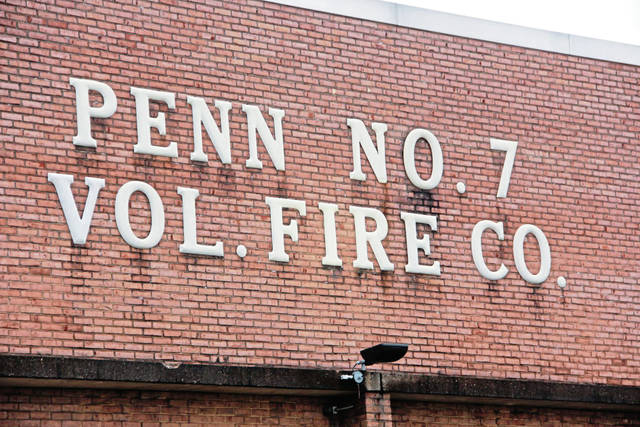 PENN NO. 7
VOL. FIRE CO.